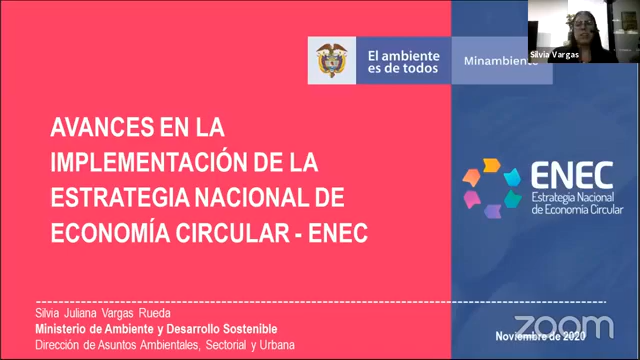 El ambiente
es de todos
Minambiente
Silvia Vargas
AVANCES EN LA
IMPLEMENTACIÓN DE LA
ESTRATEGIA NACIONAL DE
ECONOMÍA CIRCULAR - ENEC
ENEC
Estrategia Nacional
de Economía Circular
Silvia Juliana Vargas Rueda
Ministerio de Ambiente y Desarrollo Sostenible
Dirección de Asuntos Ambientales, Sectorial y Urbana
Noviembre de 2020
zoom